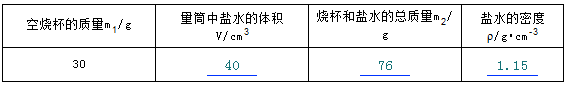 空烧杯的质量m₁/g
量筒中盐水的体积
V/cm³
烧杯和盐水的总质量m₂/
g
盐水的密度
ρ/g•cm⁻³
30
40
76
1.15